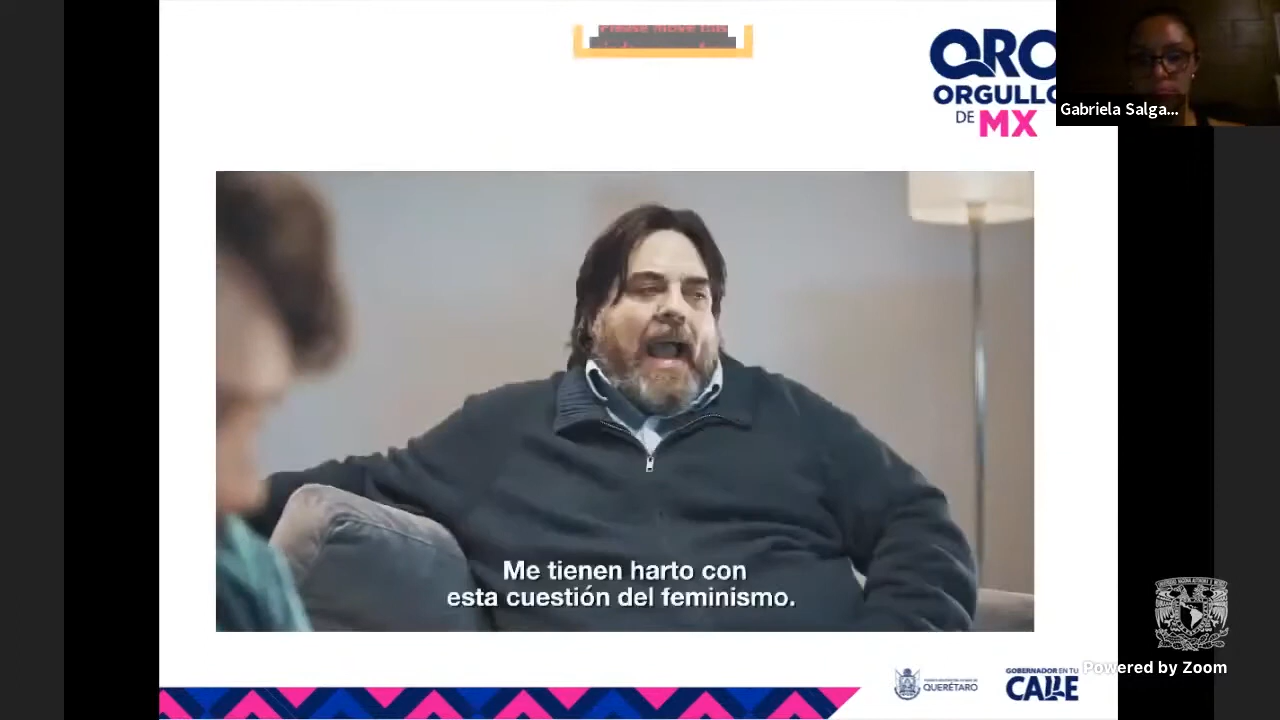 QRO
ORGULLO
DE MX
Gabriela Salga...
Me tienen harto con
esta cuestión del feminismo.
QUERÉTARO
GOBERNADOR EN TU
CALLE
Powered by Zoom